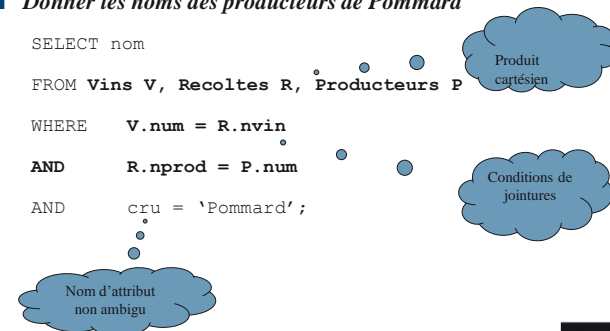 Donner les noms des producteurs de Pommard
SELECT nom
FROM Vins V, Recoltes R, Producteurs P
WHERE V.num = R.nvin
AND R.nprod = P.num
AND cru = ‘Pommard’;
Produit
cartésien
Conditions de
jointures
Nom d’attribut
non ambigu